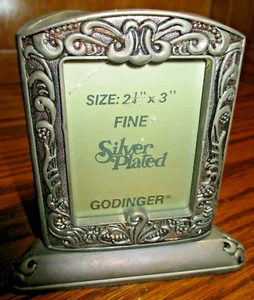 SIZE: 2¼" x 3"
FINE
Silver
Plated
GODINGER®